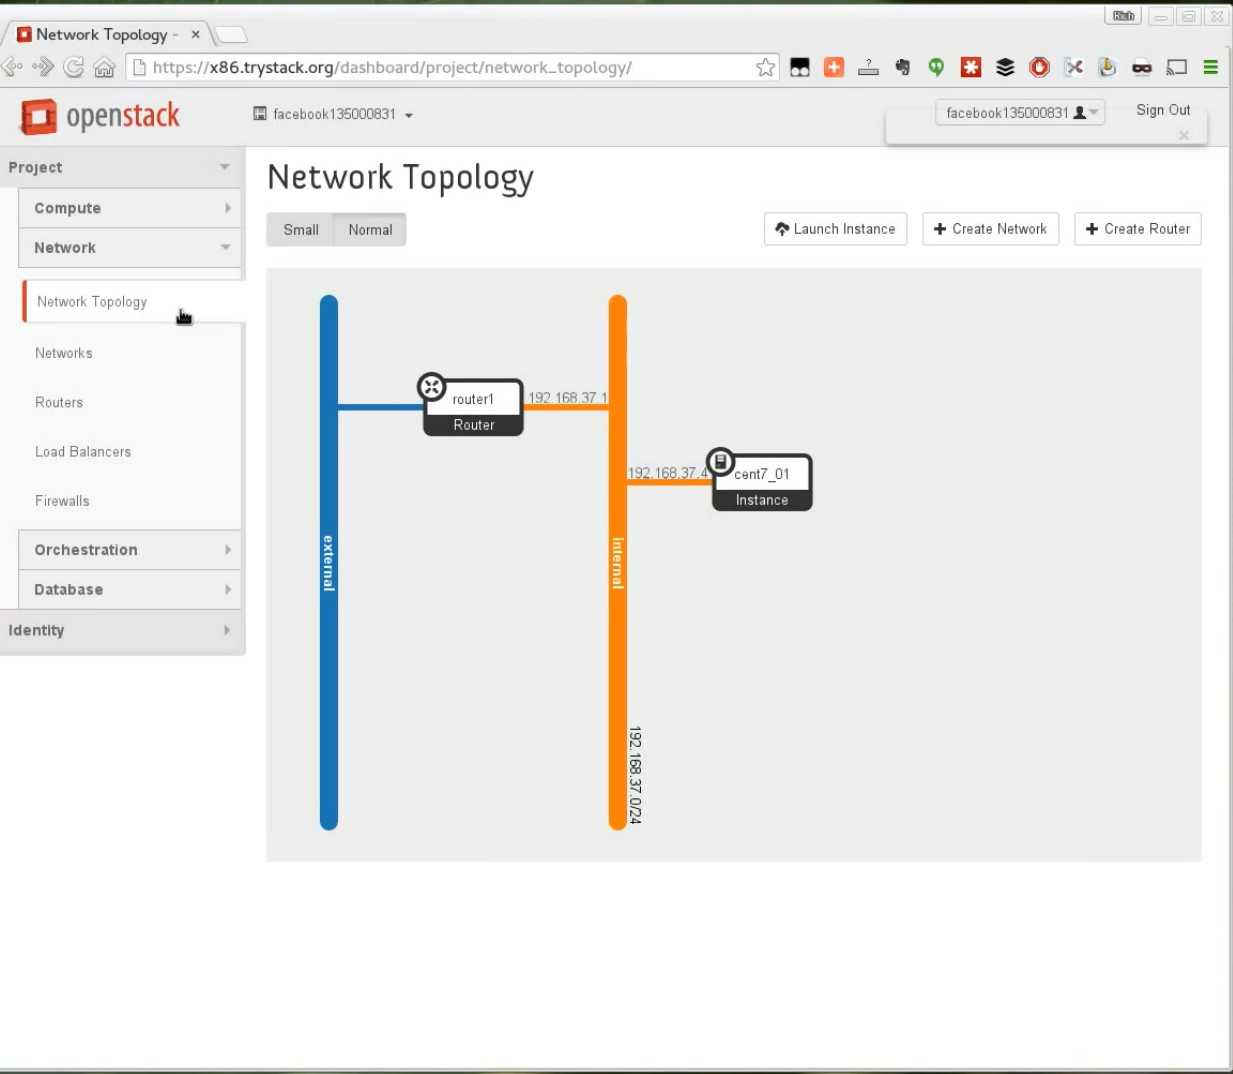 Rich
Network Topology -
https://x86.trystack.org/dashboard/project/network_topology/
openstack
facebook135000831
facebook135000831
Sign Out
Project
Compute
Network
Network Topology
Networks
Routers
Load Balancers
Firewalls
Orchestration
Database
Identity
Network Topology
Small
Normal
Launch Instance
Create Network
Create Router
router1
Router
192.168.37.1
192.168.37.4
cent7_01
Instance
external
internal
192.168.37.0/24